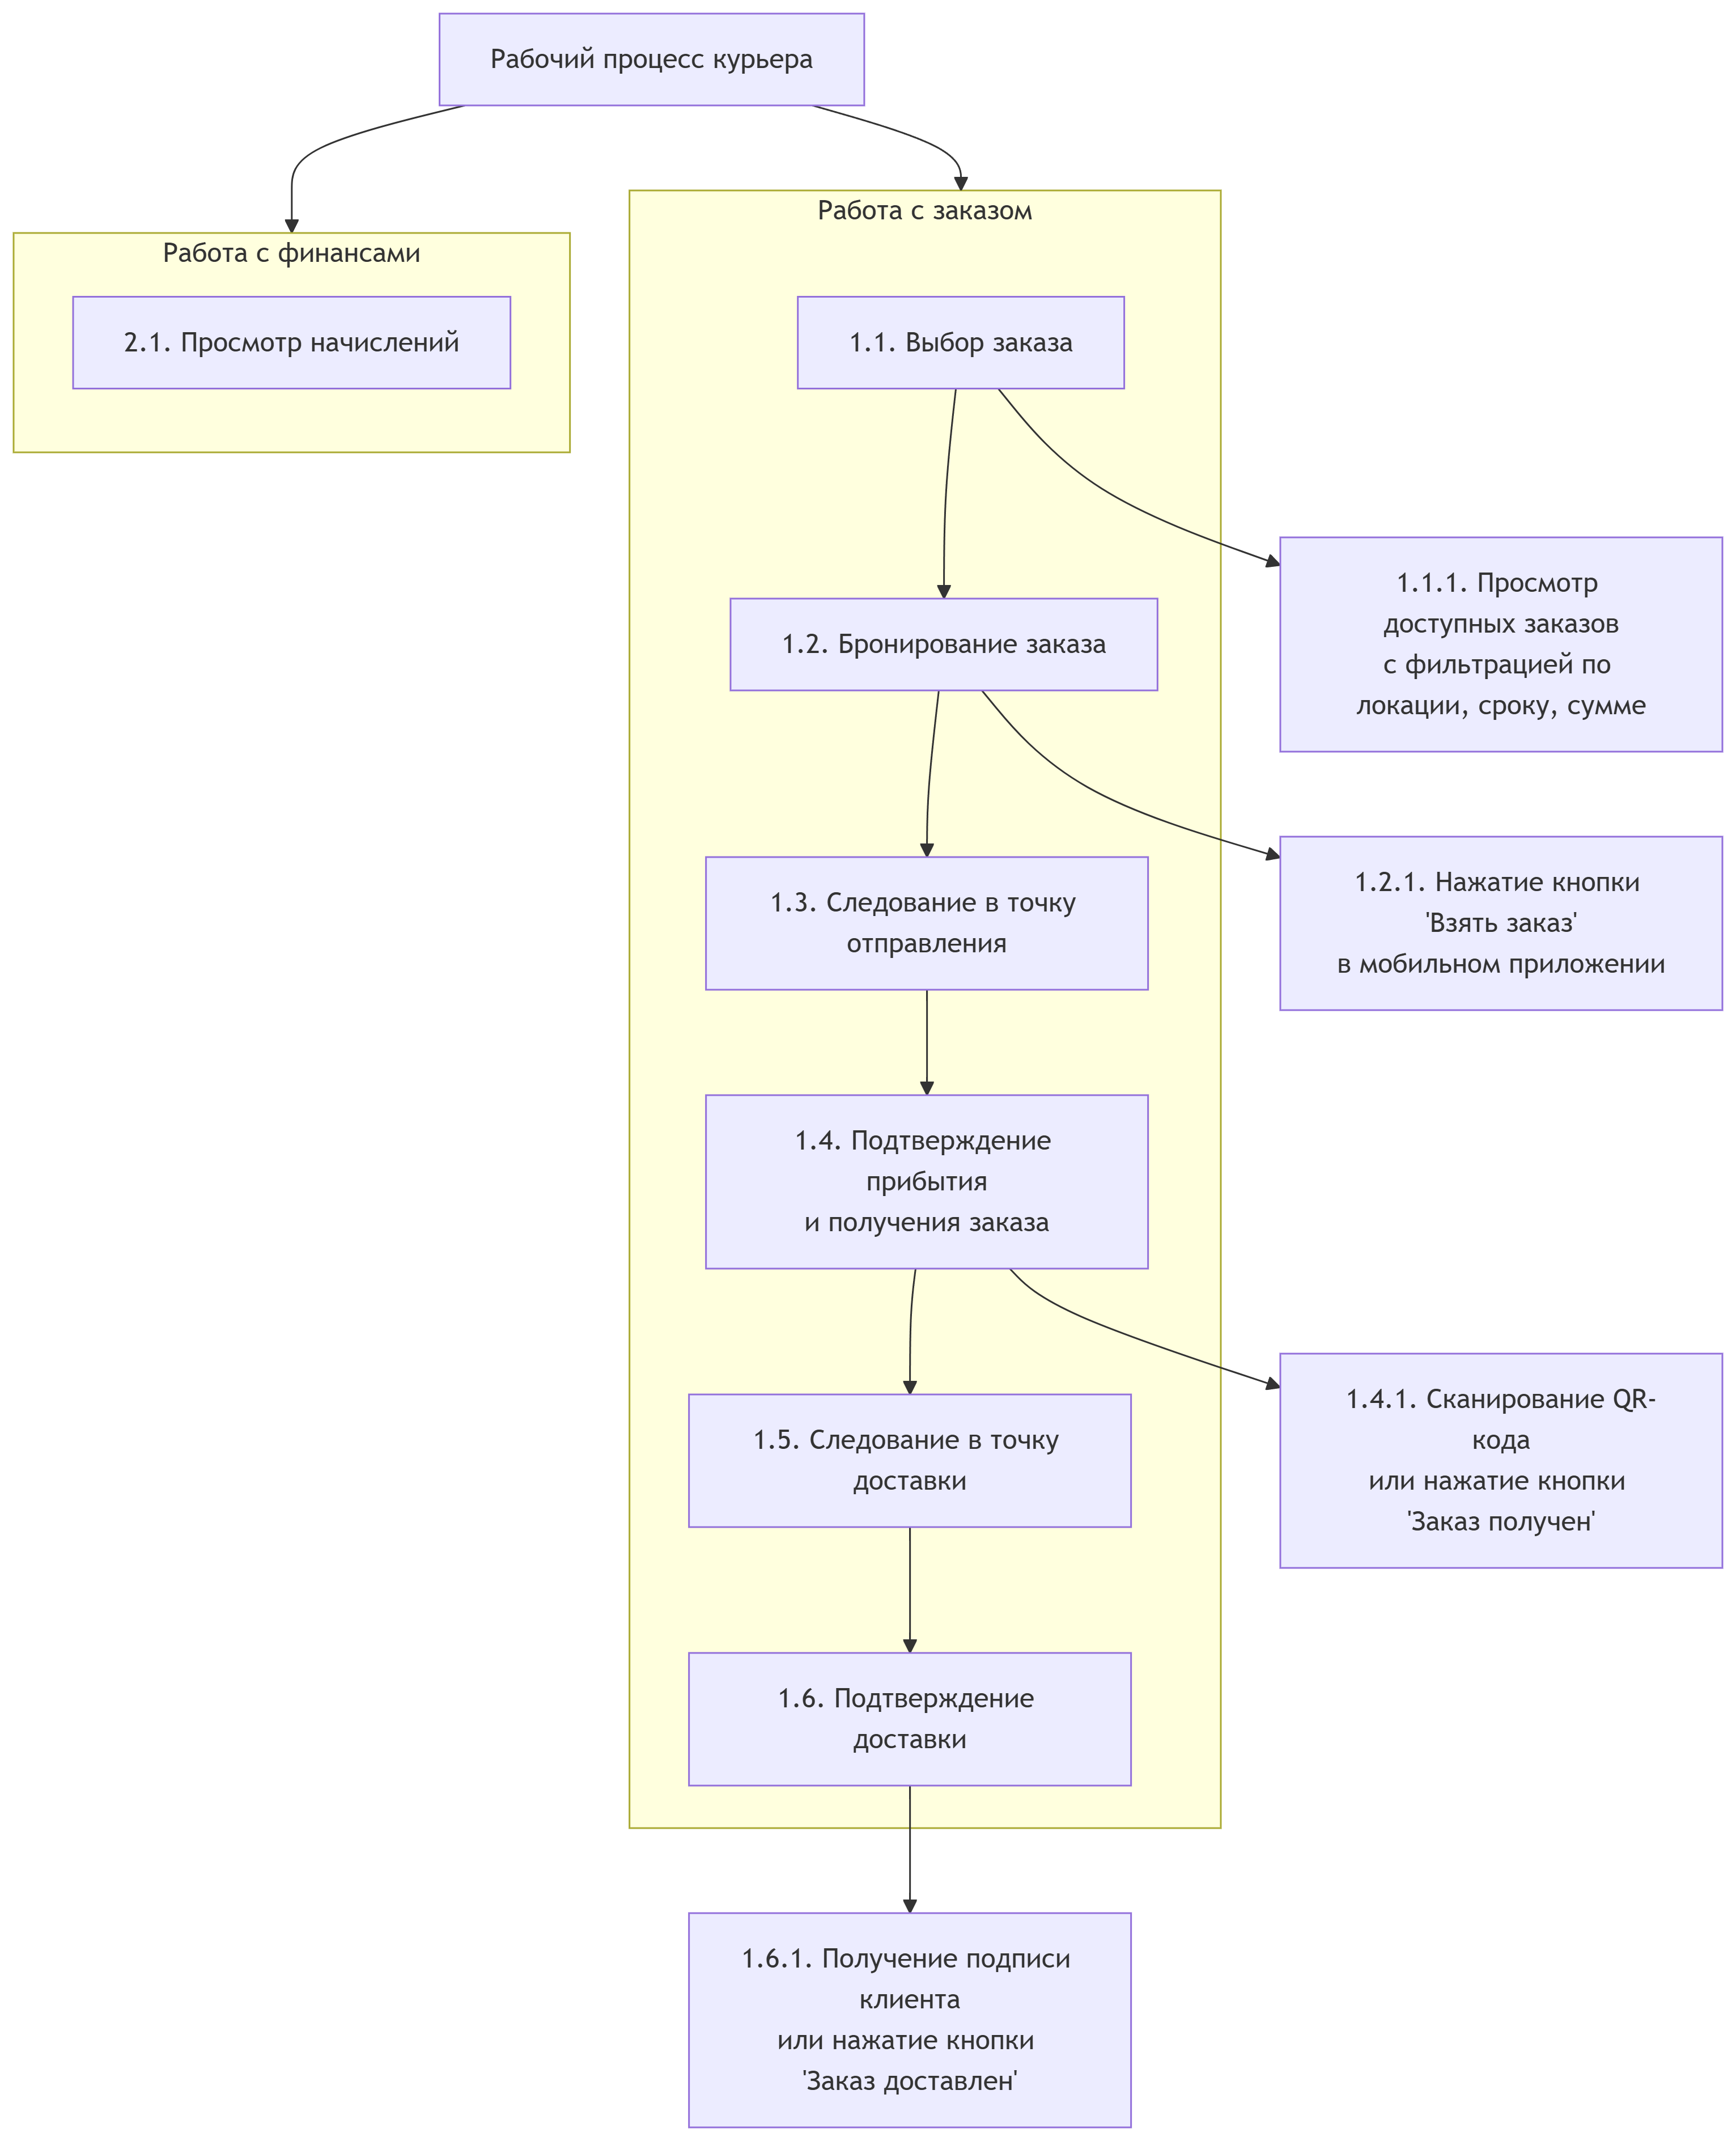 Рабочий процесс курьера
Работа с финансами
2.1. Просмотр начислений
Работа с заказом
1.1. Выбор заказа
1.1.1. Просмотр
доступных заказов
с фильтрацией по
локации, сроку, сумме
1.2. Бронирование заказа
1.2.1. Нажатие кнопки
'Взять заказ'
в мобильном приложении
1.3. Следование в точку
отправления
1.4. Подтверждение
прибытия
и получения заказа
1.4.1. Сканирование QR-
кода
или нажатие кнопки
'Заказ получен'
1.5. Следование в точку
доставки
1.6. Подтверждение
доставки
1.6.1. Получение подписи
клиента
или нажатие кнопки
'Заказ доставлен'